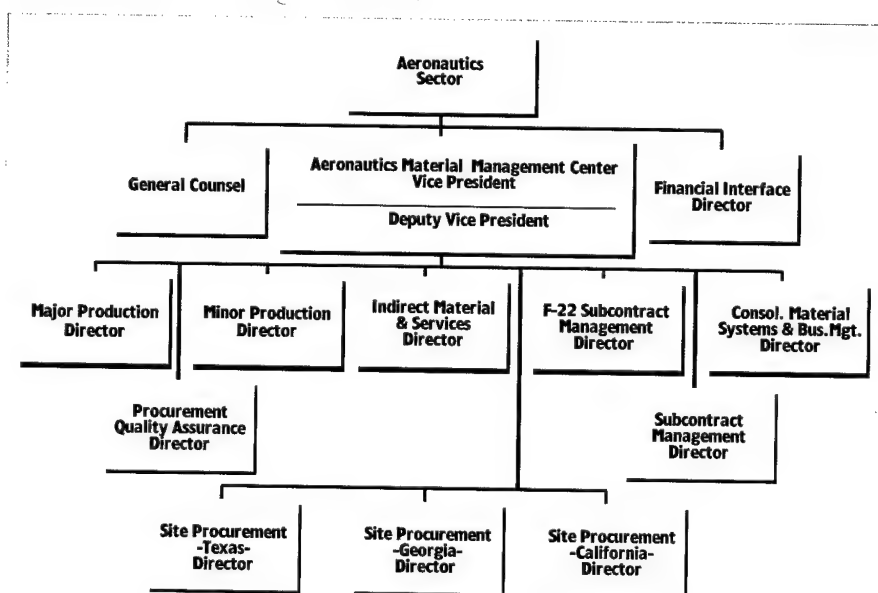 Aeronautics
Sector
General Counsel
Aeronautics Material Management Center
Vice President
Deputy Vice President
Financial Interface
Director
Major Production
Director
Minor Production
Director
Indirect Material
& Services
Director
F-22 Subcontract
Management
Director
Consol. Material
Systems & Bus.Mgt.
Director
Procurement
Quality Assurance
Director
Subcontract
Management
Director
Site Procurement
-Texas-
Director
Site Procurement
-Georgia-
Director
Site Procurement
-California-
Director